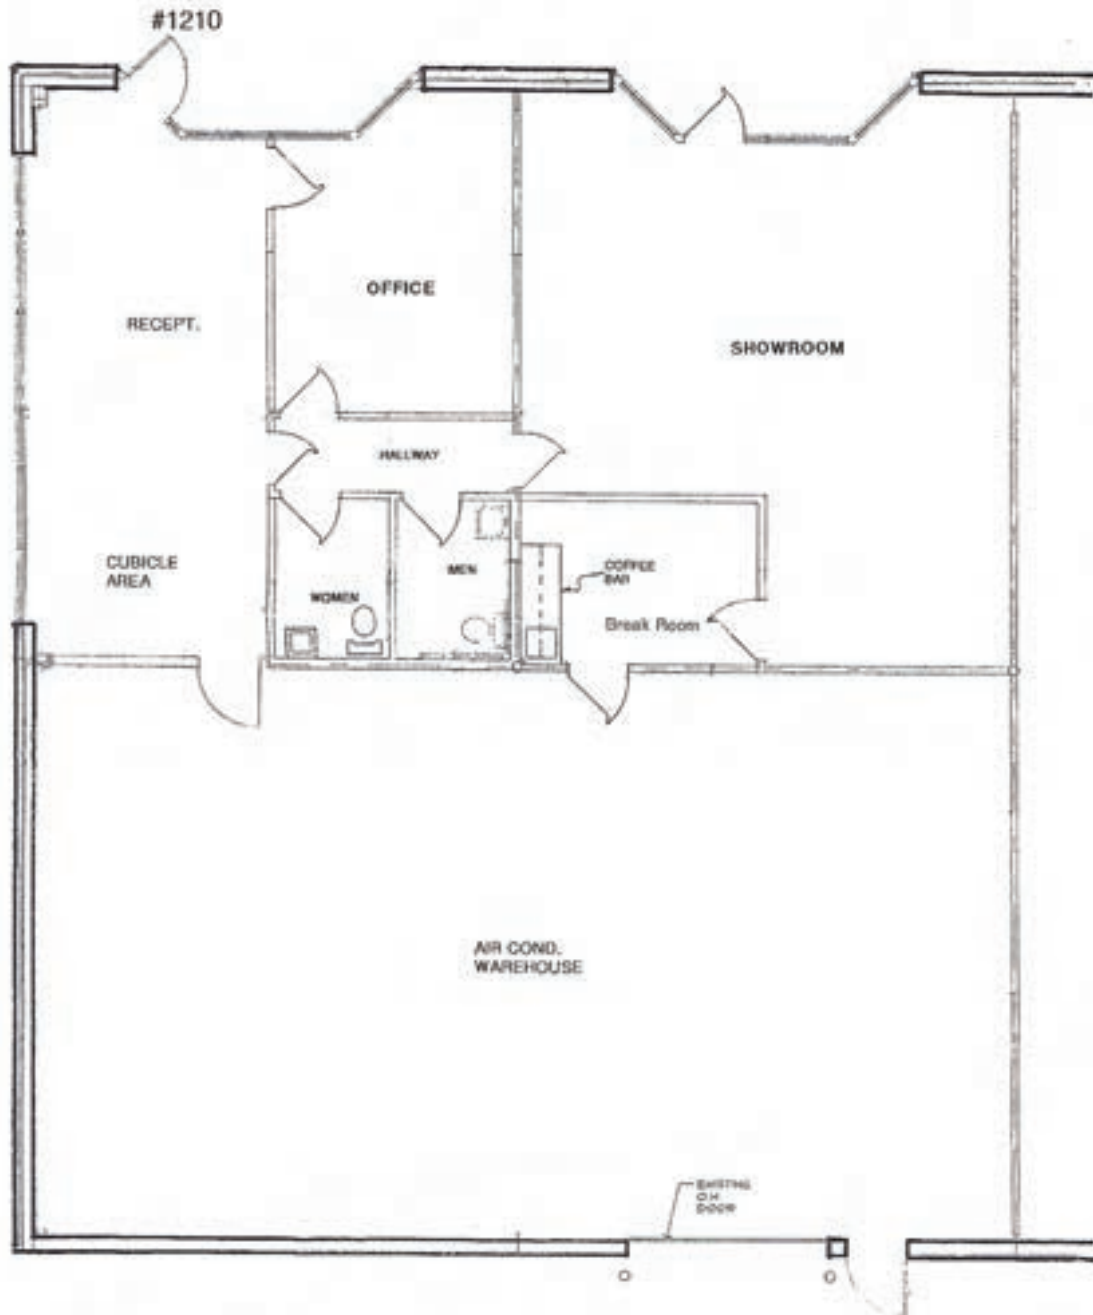 #1210
OFFICE
RECEPT.
SHOWROOM
HALLWAY
CUBICLE
AREA
WOMEN
MEN
COFFEE
BAR
Break Room
AIR COND.
WAREHOUSE
EXISTING
O.H.
DOOR